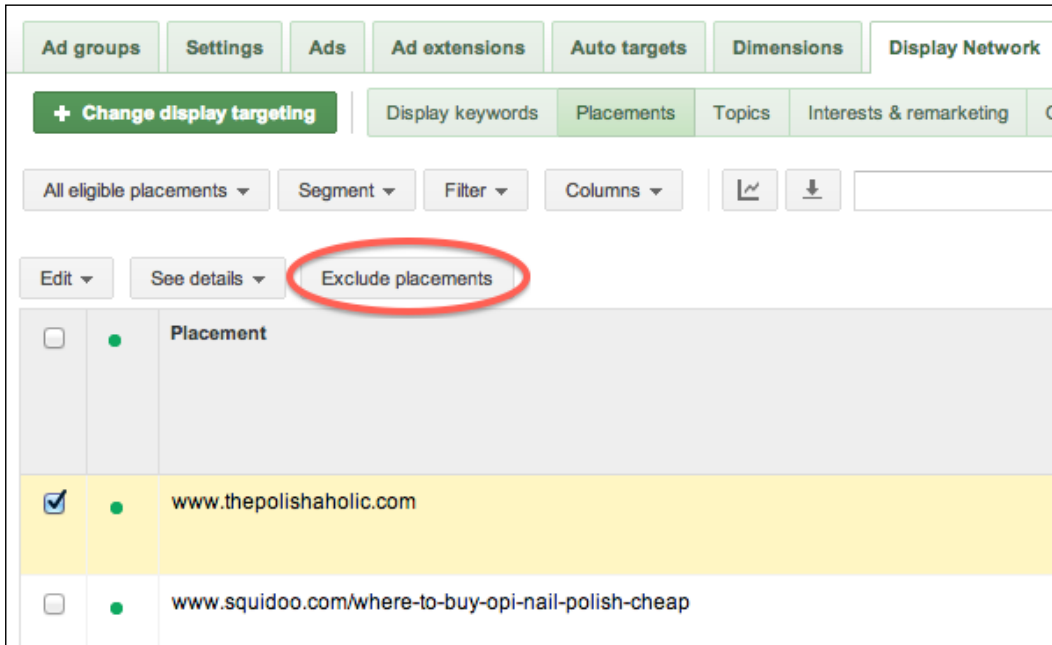 Ad groups Settings Ads Ad extensions Auto targets Dimensions Display Network
+ Change display targeting Display keywords Placements Topics Interests & remarketing
All eligible placements Segment Filter Columns
Edit See details Exclude placements
Placement
www.thepolishaholic.com
www.squidoo.com/where-to-buy-opi-nail-polish-cheap